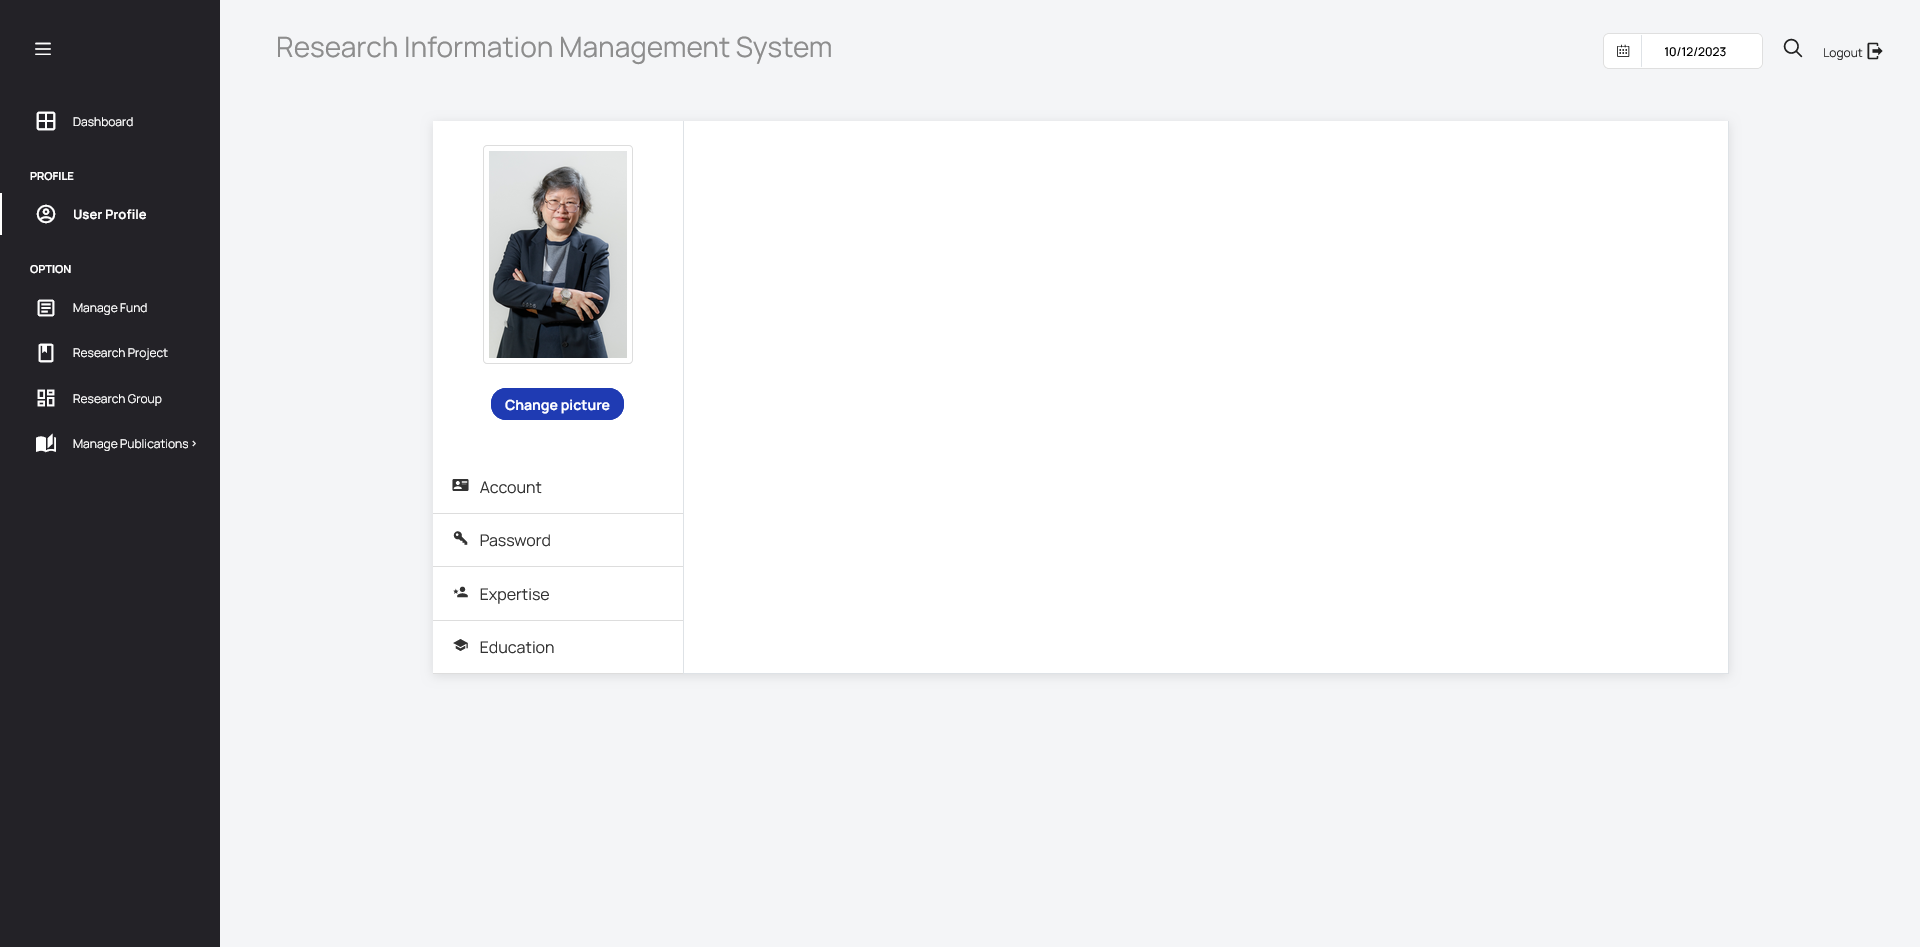 Research Information Management System
10/12/2023
Logout
Dashboard
PROFILE
User Profile
OPTION
Manage Fund
Research Project
Research Group
Manage Publications ›
Change picture
Account
Password
Expertise
Education